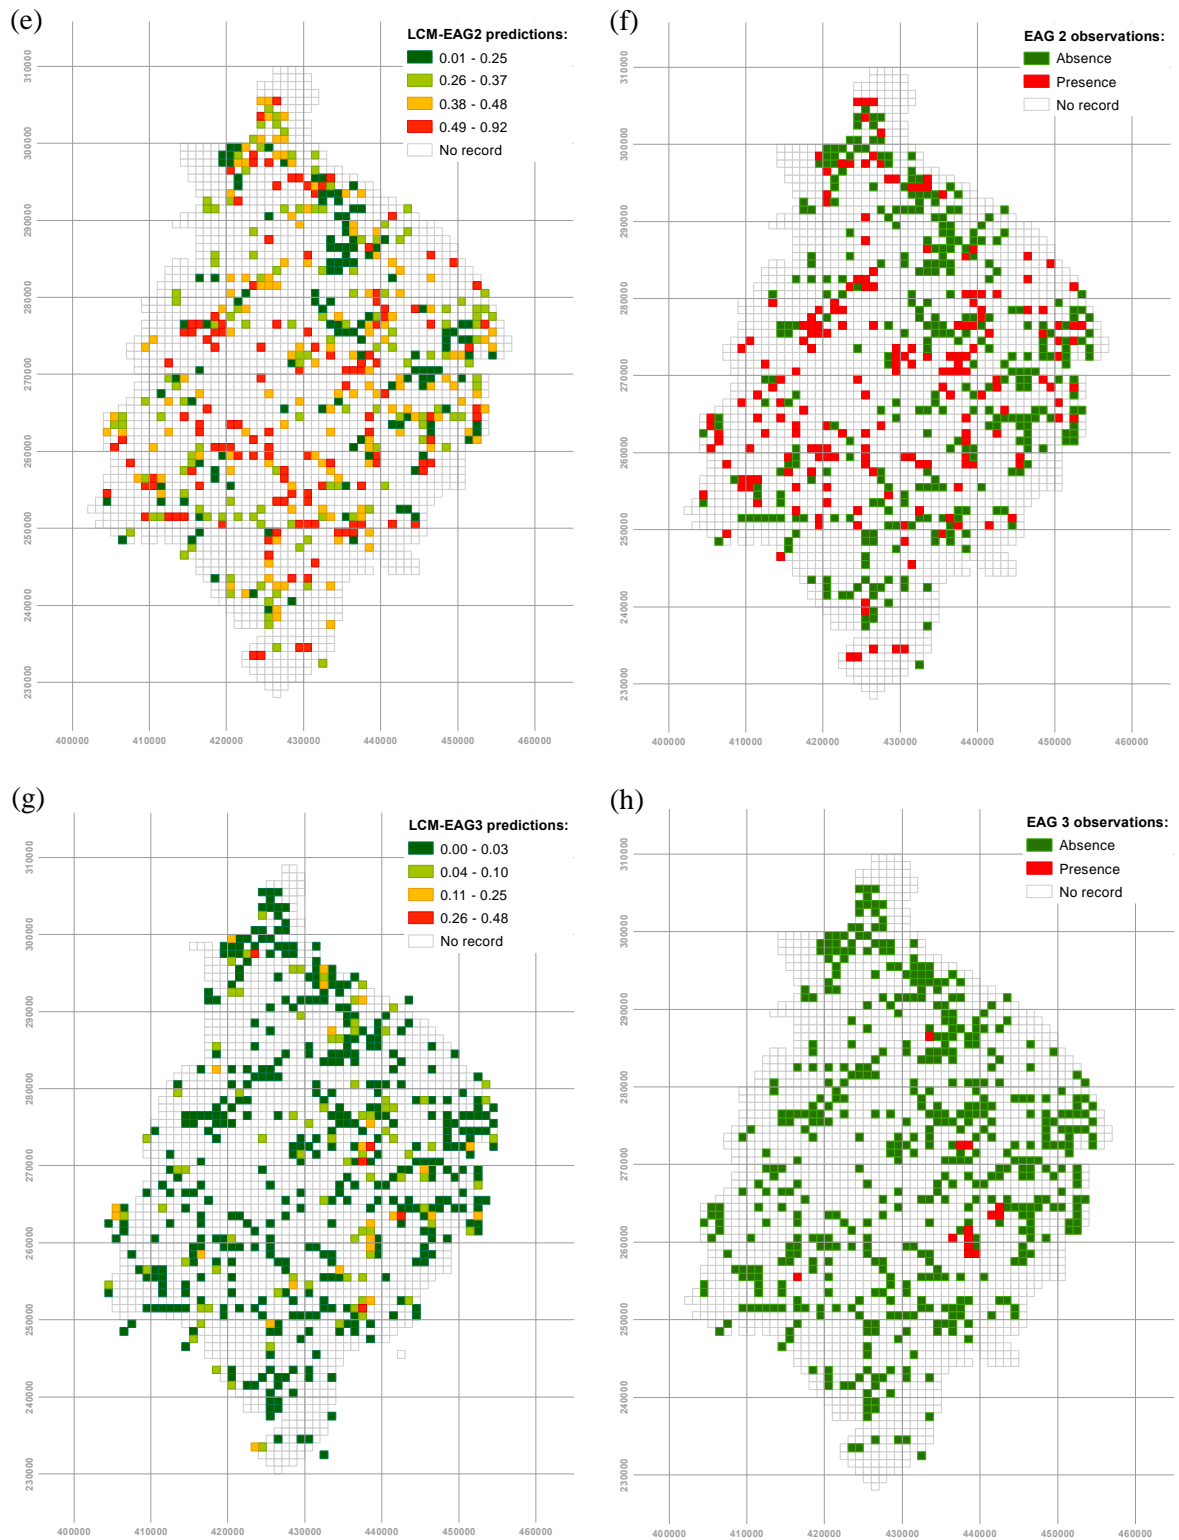 (e)
LCM-EAG2 predictions:
0.01 - 0.25
0.26 - 0.37
0.38 - 0.48
0.49 - 0.92
No record
310000
300000
290000
280000
270000
260000
250000
240000
230000
400000 410000 420000 430000 440000 450000 460000
(f)
EAG 2 observations:
Absence
Presence
No record
310000
300000
290000
280000
270000
260000
250000
240000
230000
400000 410000 420000 430000 440000 450000 460000
(g)
LCM-EAG3 predictions:
0.00 - 0.03
0.04 - 0.10
0.11 - 0.25
0.26 - 0.48
No record
310000
300000
290000
280000
270000
260000
250000
240000
230000
400000 410000 420000 430000 440000 450000 460000
(h)
EAG 3 observations:
Absence
Presence
No record
310000
300000
290000
280000
270000
260000
250000
240000
230000
400000 410000 420000 430000 440000 450000 460000